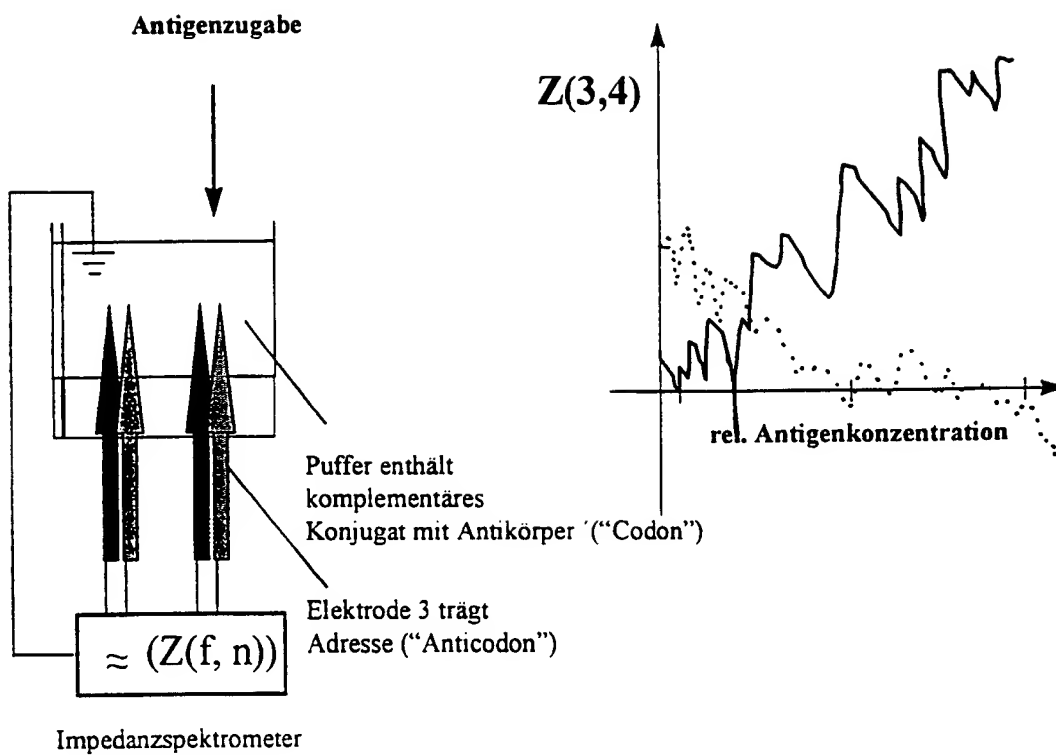 Antigenzugabe
Z(3,4)
rel. Antigenkonzentration
Puffer enthält
komplementäres
Konjugat mit Antikörper ´(“Codon”)
Elektrode 3 trägt
Adresse (“Anticodon”)
≈ (Z(f, n))
Impedanzspektrometer